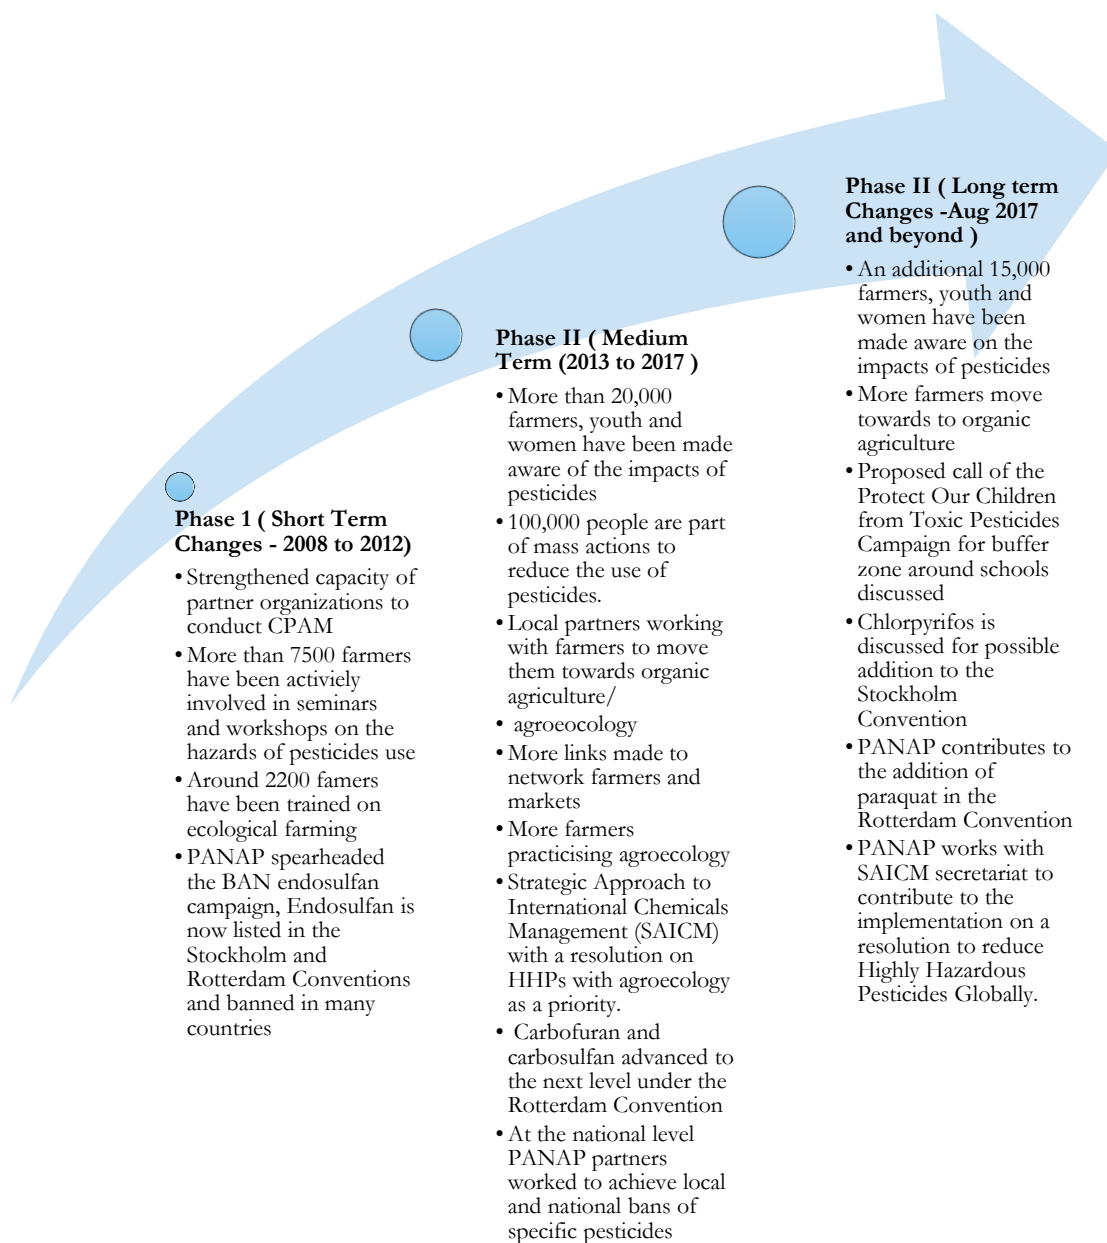 Phase 1 ( Short Term
Changes - 2008 to 2012)
• Strengthened capacity of
partner organizations to
conduct CPAM
• More than 7500 farmers
have been activiely
involved in seminars
and workshops on the
hazards of pesticides use
• Around 2200 famers
have been trained on
ecological farming
• PANAP spearheaded
the BAN endosulfan
campaign, Endosulfan is
now listed in the
Stockholm and
Rotterdam Conventions
and banned in many
countries
Phase II ( Medium
Term (2013 to 2017 )
• More than 20,000
farmers, youth and
women have been made
aware of the impacts of
pesticides
• 100,000 people are part
of mass actions to
reduce the use of
pesticides.
• Local partners working
with farmers to move
them towards organic
agriculture/
• agroeocology
• More links made to
network farmers and
markets
• More farmers
practicising agroecology
• Strategic Approach to
International Chemicals
Management (SAICM)
with a resolution on
HHPs with agroecology
as a priority.
• Carbofuran and
carbosulfan advanced to
the next level under the
Rotterdam Convention
• At the national level
PANAP partners
worked to achieve local
and national bans of
specific pesticides
Phase II ( Long term
Changes -Aug 2017
and beyond )
• An additional 15,000
farmers, youth and
women have been
made aware on the
impacts of pesticides
• More farmers move
towards to organic
agriculture
• Proposed call of the
Protect Our Children
from Toxic Pesticides
Campaign for buffer
zone around schools
discussed
• Chlorpyrifos is
discussed for possible
addition to the
Stockholm
Convention
• PANAP contributes to
the addition of
paraquat in the
Rotterdam Convention
• PANAP works with
SAICM secretariat to
contribute to the
implementation on a
resolution to reduce
Highly Hazardous
Pesticides Globally.